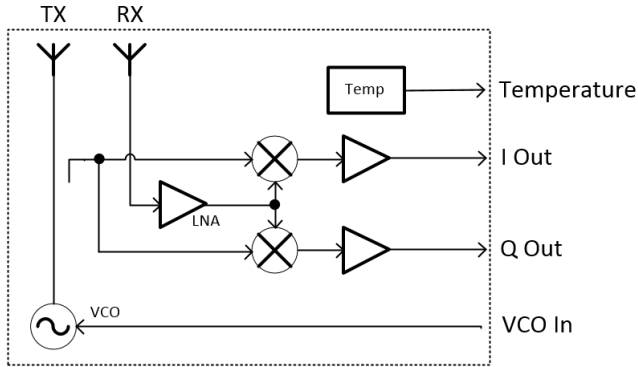 TX RX
Temp
Temperature
I Out
LNA
Q Out
VCO
VCO In